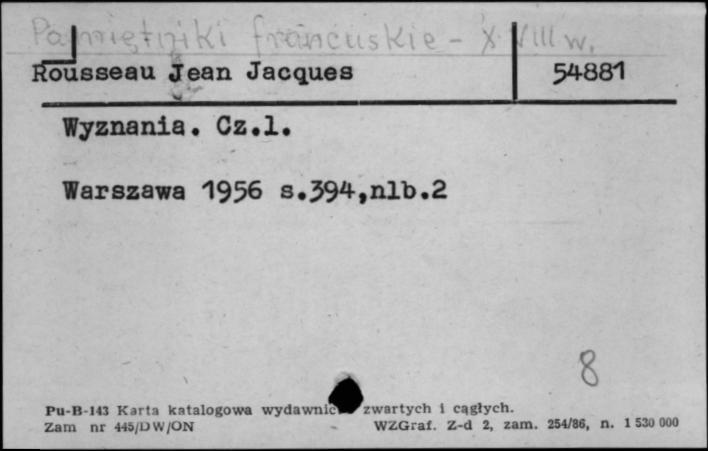 Pamiętniki francuskie - XVIII w.
Rousseau Jean Jacques 54881
Wyznania. Cz.1.
Warszawa 1956 s.394,nlb.2
8
Pu-B-143 Karta katalogowa wydawnic zwartych i cągłych.
Zam nr 445/DW/ON WZGraf. Z-d 2, zam. 254/86, n. 1 530 000